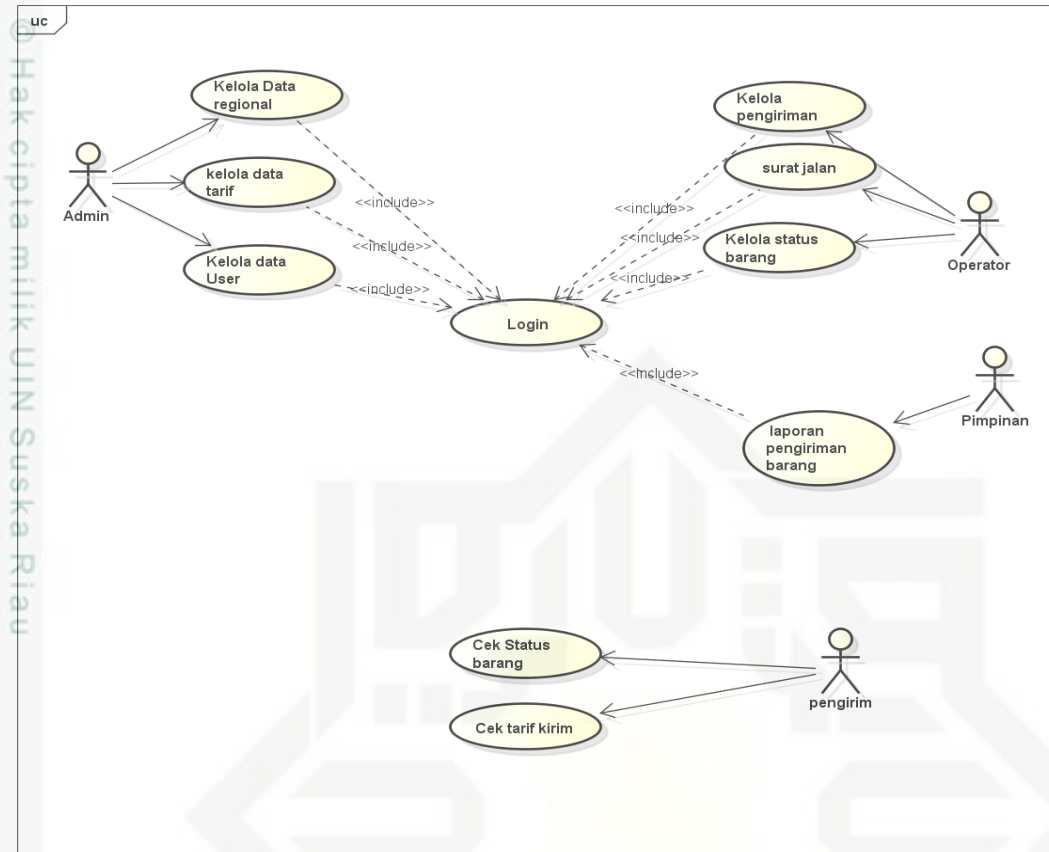 uc
© Hak cipta milik UIN Suska Riau
Kelola Data
regional
kelola data
tarif
Kelola data
User
Admin
<<include>>
<<include>>
<<include>>
Login
Kelola
pengiriman
surat jalan
Kelola status
barang
Operator
<<include>>
<<include>>
<<include>>
<<include>>
Pimpinan
laporan
pengiriman
barang
Cek Status
barang
Cek tarif kirim
pengirim